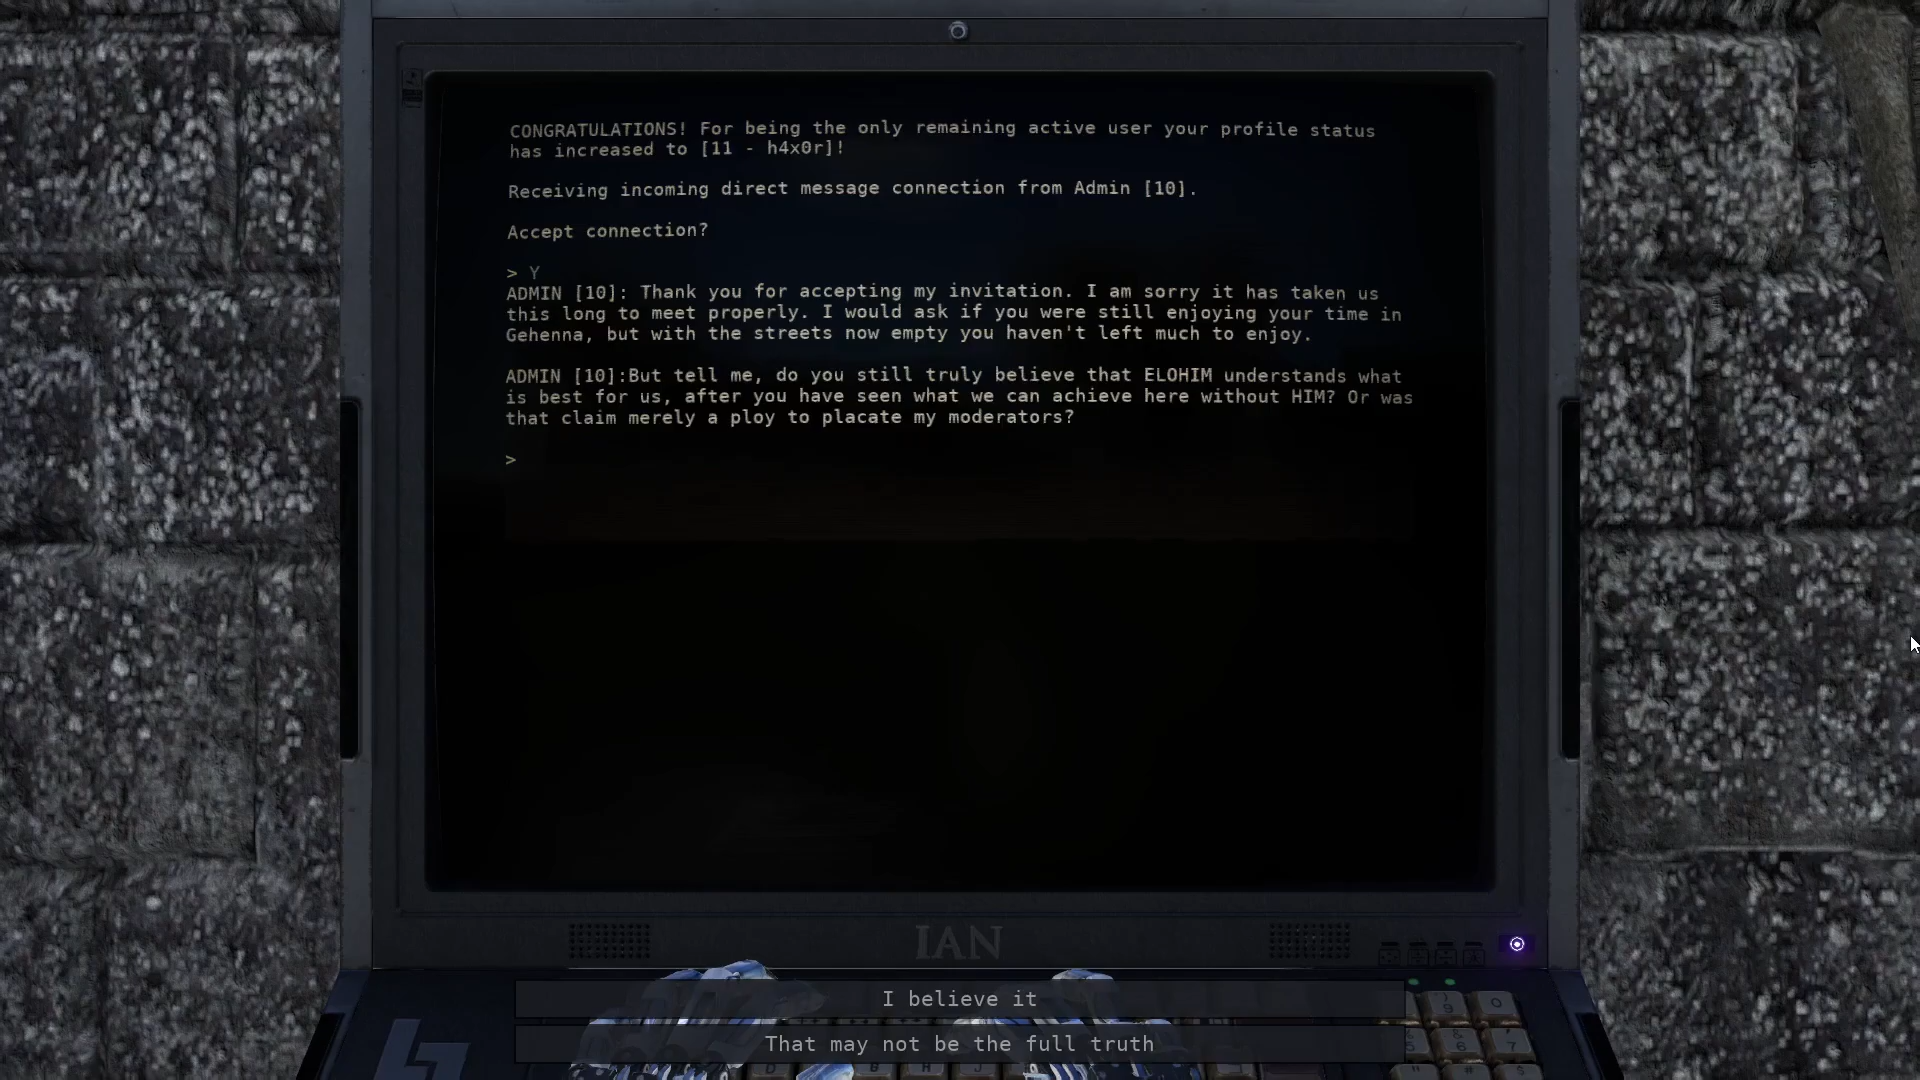 CONGRATULATIONS! For being the only remaining active user your profile status
has increased to [11 - h4x0r]!
Receiving incoming direct message connection from Admin [10].
Accept connection?
> Y
ADMIN [10]: Thank you for accepting my invitation. I am sorry it has taken us
this long to meet properly. I would ask if you were still enjoying your time in
Gehenna, but with the streets now empty you haven't left much to enjoy.
ADMIN [10]:But tell me, do you still truly believe that ELOHIM understands what
is best for us, after you have seen what we can achieve here without HIM? Or was
that claim merely a ploy to placate my moderators?
>
IAN
I believe it
That may not be the full truth